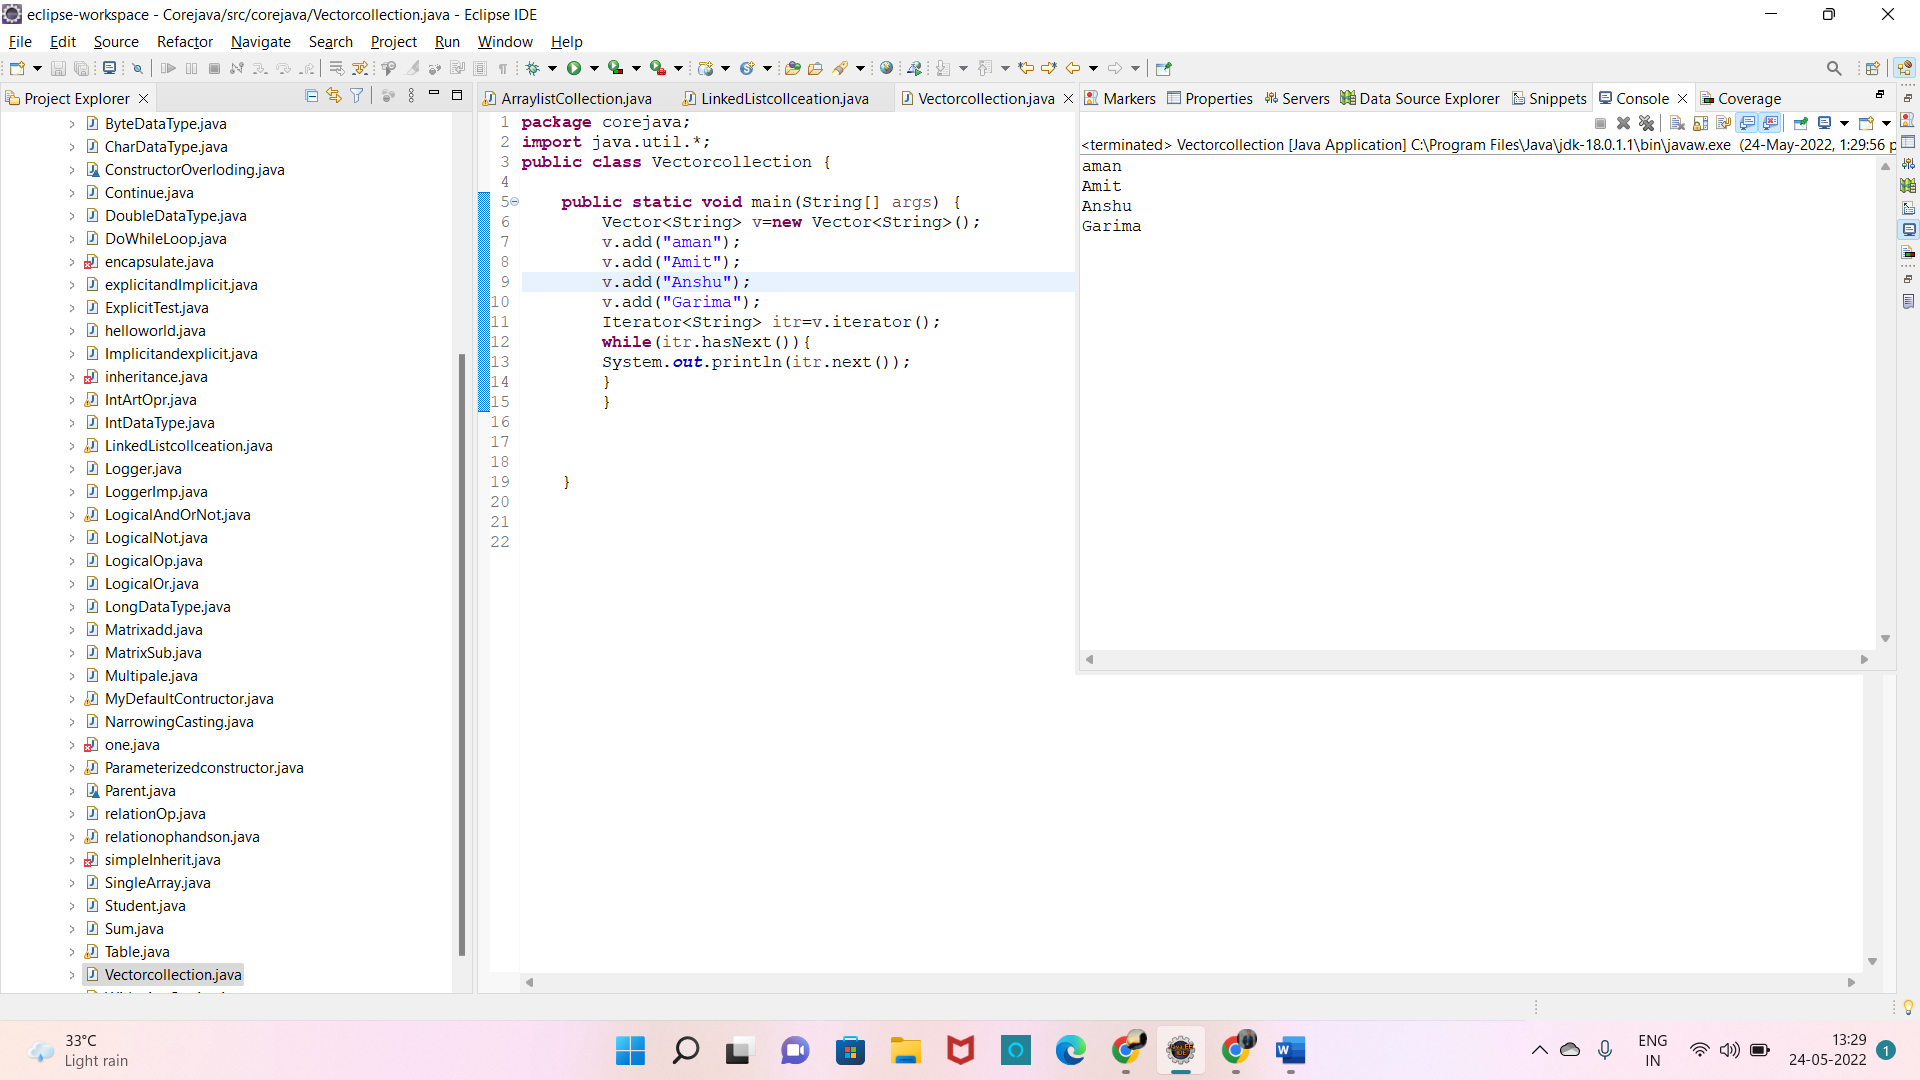 eclipse-workspace - Corejava/src/corejava/Vectorcollection.java - Eclipse IDE
File Edit Source Refactor Navigate Search Project Run Window Help
Project Explorer
ByteDataType.java
CharDataType.java
ConstructorOverloding.java
Continue.java
DoubleDataType.java
DoWhileLoop.java
encapsulate.java
explicitandImplicit.java
ExplicitTest.java
helloworld.java
Implicitandexplicit.java
inheritance.java
IntArtOpr.java
IntDataType.java
LinkedListcollceation.java
Logger.java
LoggerImp.java
LogicalAndOrNot.java
LogicalNot.java
LogicalOp.java
LogicalOr.java
LongDataType.java
Matrixadd.java
MatrixSub.java
Multipale.java
MyDefaultContructor.java
NarrowingCasting.java
one.java
Parameterizedconstructor.java
Parent.java
relationOp.java
relationophandson.java
simpleInherit.java
SingleArray.java
Student.java
Sum.java
Table.java
Vectorcollection.java
ArraylistCollection.java LinkedListcollceation.java Vectorcollection.java
1 package corejava;
2 import java.util.*;
3 public class Vectorcollection {
4
5 public static void main(String[] args) {
6 Vector<String> v=new Vector<String>();
7 v.add("aman");
8 v.add("Amit");
9 v.add("Anshu");
10 v.add("Garima");
11 Iterator<String> itr=v.iterator();
12 while(itr.hasNext()){
13 System.out.println(itr.next());
14 }
15 }
16
17
18
19 }
20
21
22
Markers Properties Servers Data Source Explorer Snippets Console Coverage
<terminated> Vectorcollection [Java Application] C:\Program Files\Java\jdk-18.0.1.1\bin\javaw.exe (24-May-2022, 1:29:56 p
aman
Amit
Anshu
Garima
33°C
Light rain
ENG
IN
13:29
24-05-2022
1